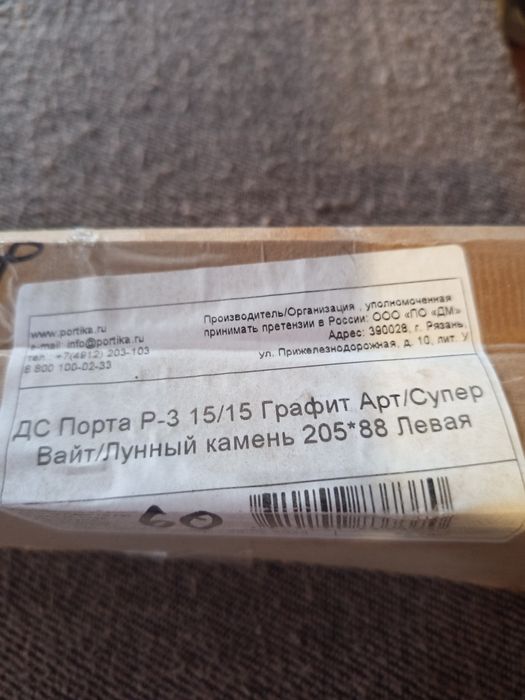 www.portika.ru
e-mail: info@portika.ru
тел. +7(4912) 203-103
8 800 100-02-33
Производитель/Организация , уполномоченная
принимать претензии в России: ООО «ПО «ДМ»
Адрес: 390028, г. Рязань,
ул. Прижелезнодорожная, д. 10, лит. У
ДС Порта Р-3 15/15 Графит Арт/Супер
Вайт/Лунный камень 205*88 Левая
60